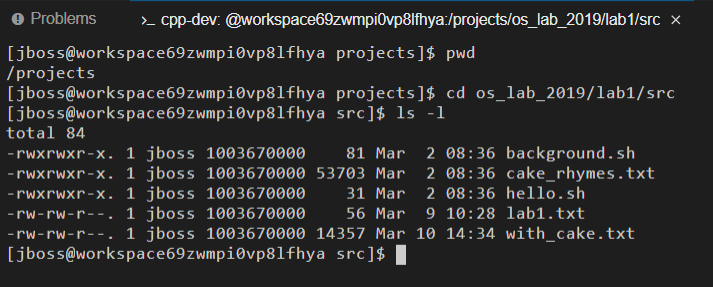 Problems
>_ cpp-dev: @workspace69zwmpi0vp8lfhya:/projects/os_lab_2019/lab1/src ×
[jboss@workspace69zwmpi0vp8lfhya projects]$ pwd
/projects
[jboss@workspace69zwmpi0vp8lfhya projects]$ cd os_lab_2019/lab1/src
[jboss@workspace69zwmpi0vp8lfhya src]$ ls -l
total 84
-rwxrwxr-x. 1 jboss 1003670000    81 Mar  2 08:36 background.sh
-rwxrwxr-x. 1 jboss 1003670000 53703 Mar  2 08:36 cake_rhymes.txt
-rwxrwxr-x. 1 jboss 1003670000    31 Mar  2 08:36 hello.sh
-rw-rw-r--. 1 jboss 1003670000    56 Mar  9 10:28 lab1.txt
-rw-rw-r--. 1 jboss 1003670000 14357 Mar 10 14:34 with_cake.txt
[jboss@workspace69zwmpi0vp8lfhya src]$